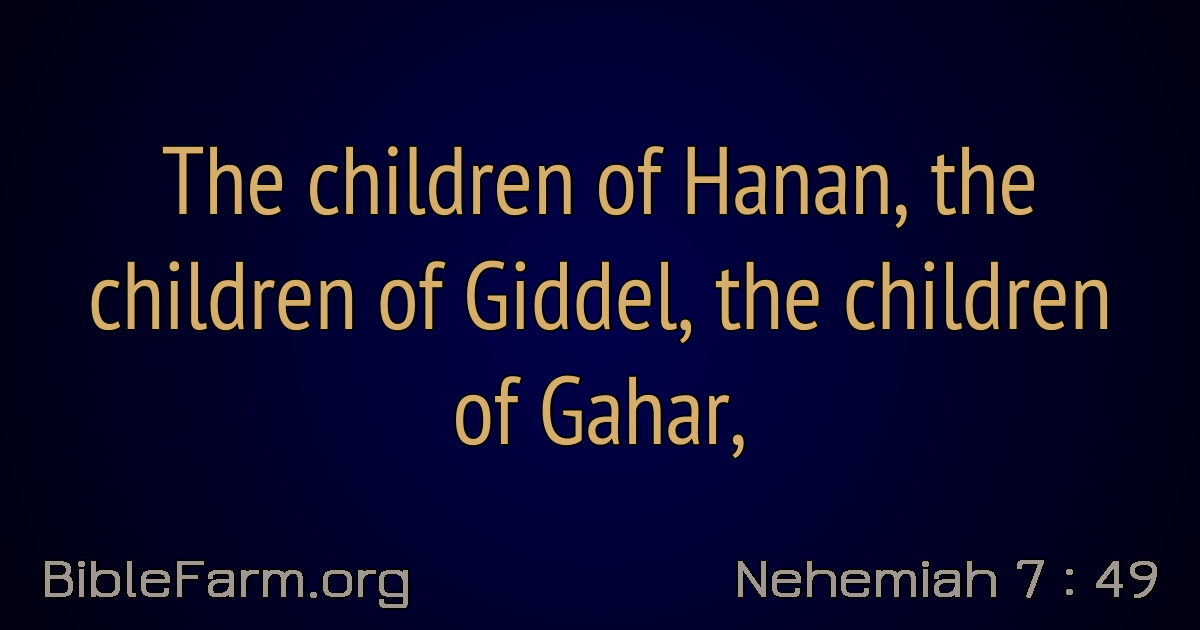 The children of Hanan, the
children of Giddel, the children
of Gahar,
BibleFarm.org
Nehemiah 7 : 49